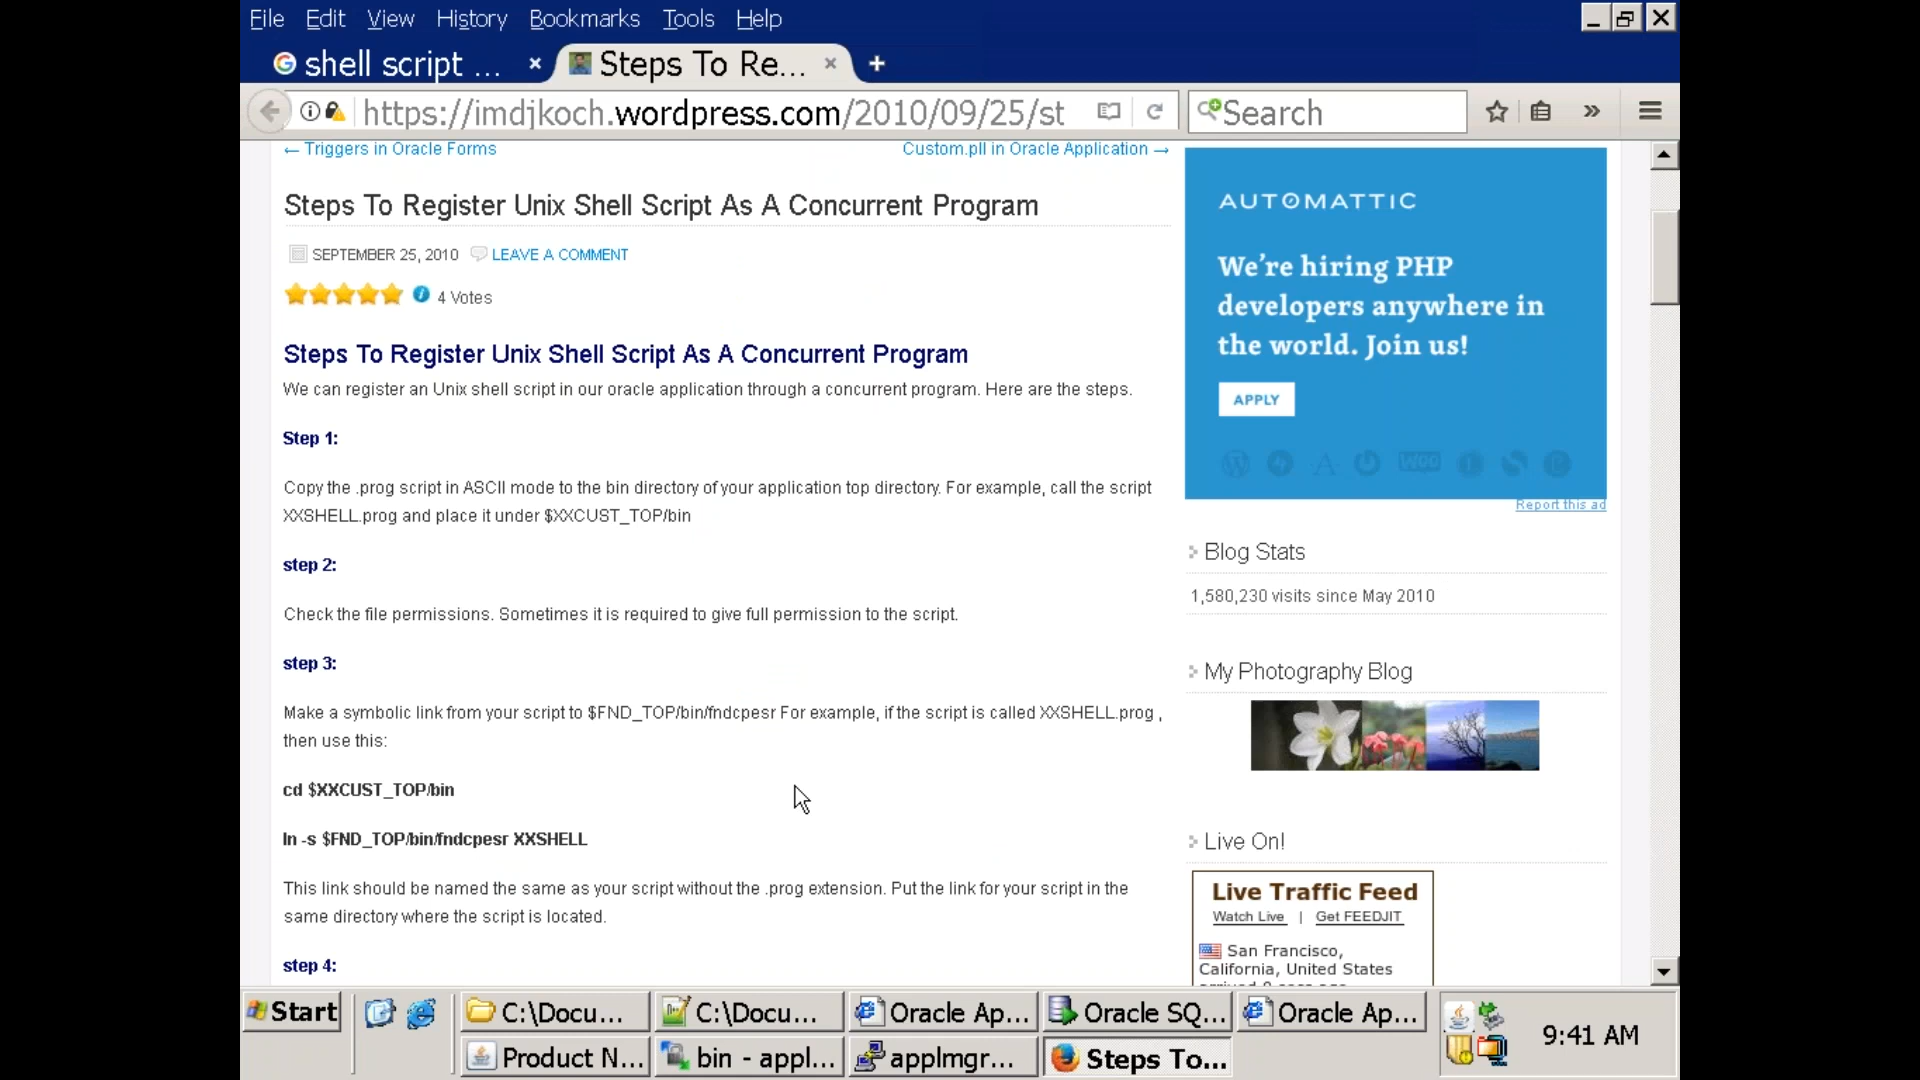 File Edit View History Bookmarks Tools Help
shell script ... × Steps To Re... × +
https://imdjkoch.wordpress.com/2010/09/25/st
Search
← Triggers in Oracle Forms
Custom.pll in Oracle Application →
Steps To Register Unix Shell Script As A Concurrent Program
SEPTEMBER 25, 2010 LEAVE A COMMENT
4 Votes
Steps To Register Unix Shell Script As A Concurrent Program
We can register an Unix shell script in our oracle application through a concurrent program. Here are the steps.
Step 1:
Copy the .prog script in ASCII mode to the bin directory of your application top directory. For example, call the script
XXSHELL.prog and place it under $XXCUST_TOP/bin
step 2:
Check the file permissions. Sometimes it is required to give full permission to the script.
step 3:
Make a symbolic link from your script to $FND_TOP/bin/fndcpesr For example, if the script is called XXSHELL.prog ,
then use this:
cd $XXCUST_TOP/bin
ln -s $FND_TOP/bin/fndcpesr XXSHELL
This link should be named the same as your script without the .prog extension. Put the link for your script in the
same directory where the script is located.
step 4:
AUTOMATTIC
We're hiring PHP
developers anywhere in
the world. Join us!
APPLY
Report this ad
Blog Stats
1,580,230 visits since May 2010
My Photography Blog
Live On!
Live Traffic Feed
Watch Live | Get FEEDJIT
San Francisco,
California, United States
Start
C:\Docu...
C:\Docu...
Oracle Ap...
Oracle SQ...
Oracle Ap...
Product N...
bin - appl...
applmgr...
Steps To...
9:41 AM